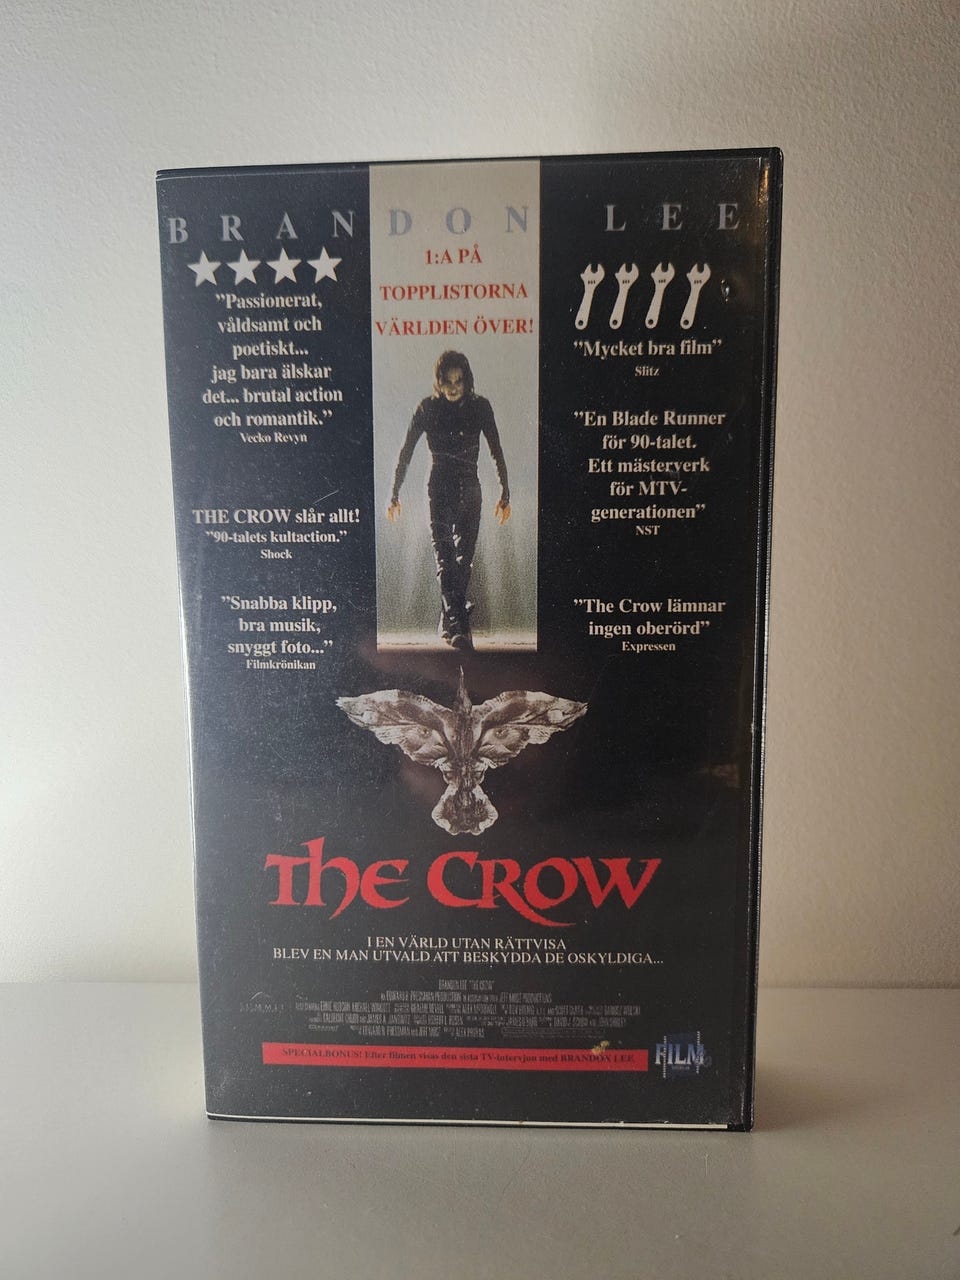 BRANDON LEE
”Passionerat,
våldsamt och
poetiskt...
jag bara älskar
det... brutal action
och romantik.”
Vecko Revyn
THE CROW slår allt!
”90-talets kultaction.”
Shock
”Snabba klipp,
bra musik,
snyggt foto...”
Filmkrönikan
1:A PÅ
TOPPLISTORNA
VÄRLDEN ÖVER!
”Mycket bra film”
Slitz
”En Blade Runner
för 90-talet.
Ett mästerverk
för MTV-
generationen”
NST
”The Crow lämnar
ingen oberörd”
Expressen
THE CROW
I EN VÄRLD UTAN RÄTTVISA
BLEV EN MAN UTVALD ATT BESKYDDA DE OSKYLDIGA...
BRANDON LEE "THE CROW"
SPECIALBONUS! Efter filmen visas den sista TV-intervjun med BRANDON LEE
FILM